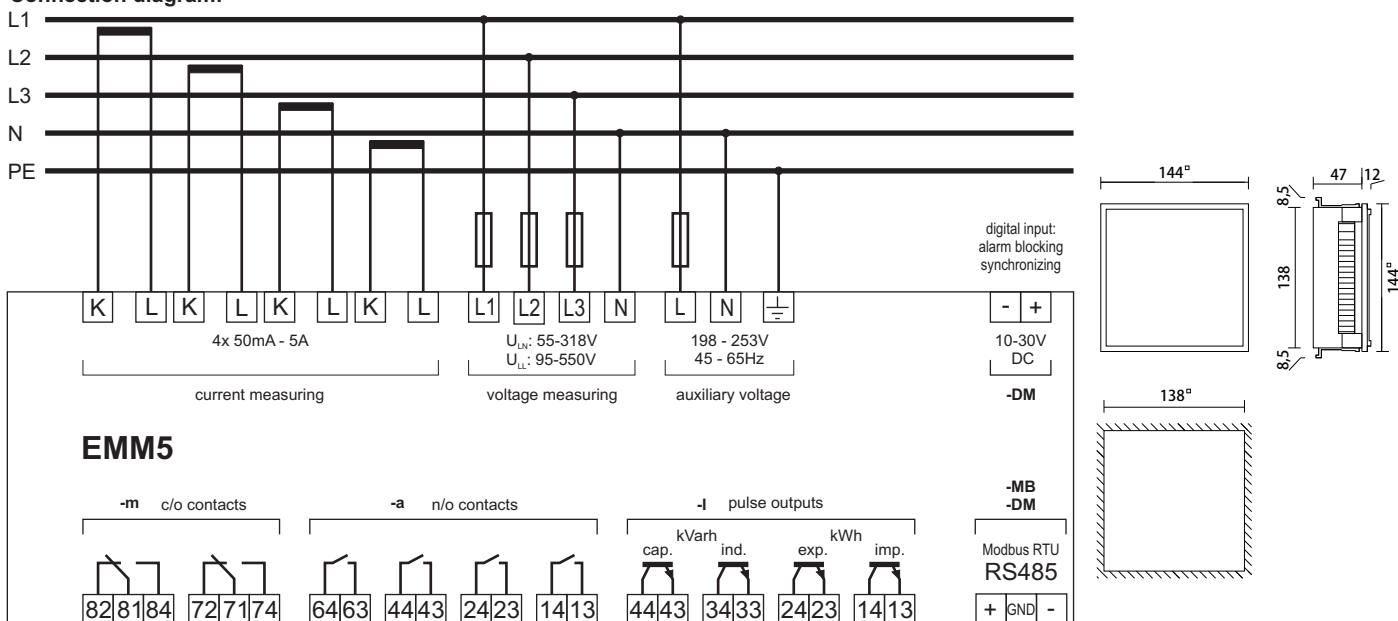 Connection diagram:
L1
L2
L3
N
PE
digital input:
alarm blocking
synchronizing
K L K L K L K L L1 L2 L3 N L N - +
4x 50mA - 5A
U_LN: 55-318V
U_LL: 95-550V
198 - 253V
45 - 65Hz
10-30V
DC
current measuring
voltage measuring
auxiliary voltage
-DM
EMM5
-m c/o contacts
-a n/o contacts
-I pulse outputs
-MB
-DM
kVarh
kWh
cap. ind. exp. imp.
Modbus RTU
RS485
82 81 84 72 71 74 64 63 44 43 24 23 14 13 44 43 34 33 24 23 14 13 + GND -
144▫
47 12
8,5
138
144▫
8,5
138▫